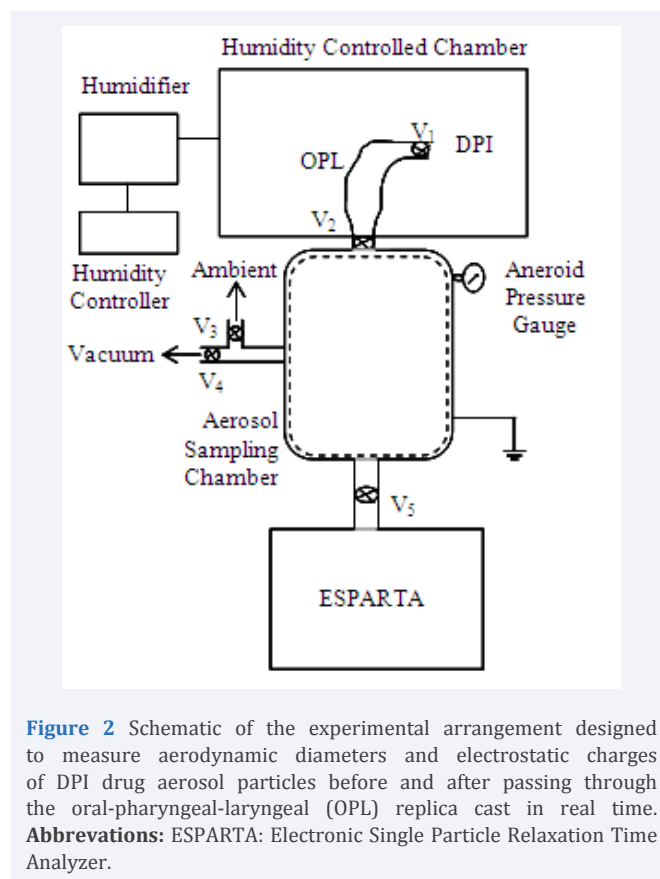 Humidity Controlled Chamber
Humidifier
V1
DPI
OPL
V2
Humidity
Controller
Ambient
Aneroid
Pressure
Gauge
V3
Vacuum
V4
Aerosol
Sampling
Chamber
V5
ESPARTA
Figure 2 Schematic of the experimental arrangement designed
to measure aerodynamic diameters and electrostatic charges
of DPI drug aerosol particles before and after passing through
the oral-pharyngeal-laryngeal (OPL) replica cast in real time.
Abbrevations: ESPARTA: Electronic Single Particle Relaxation Time
Analyzer.